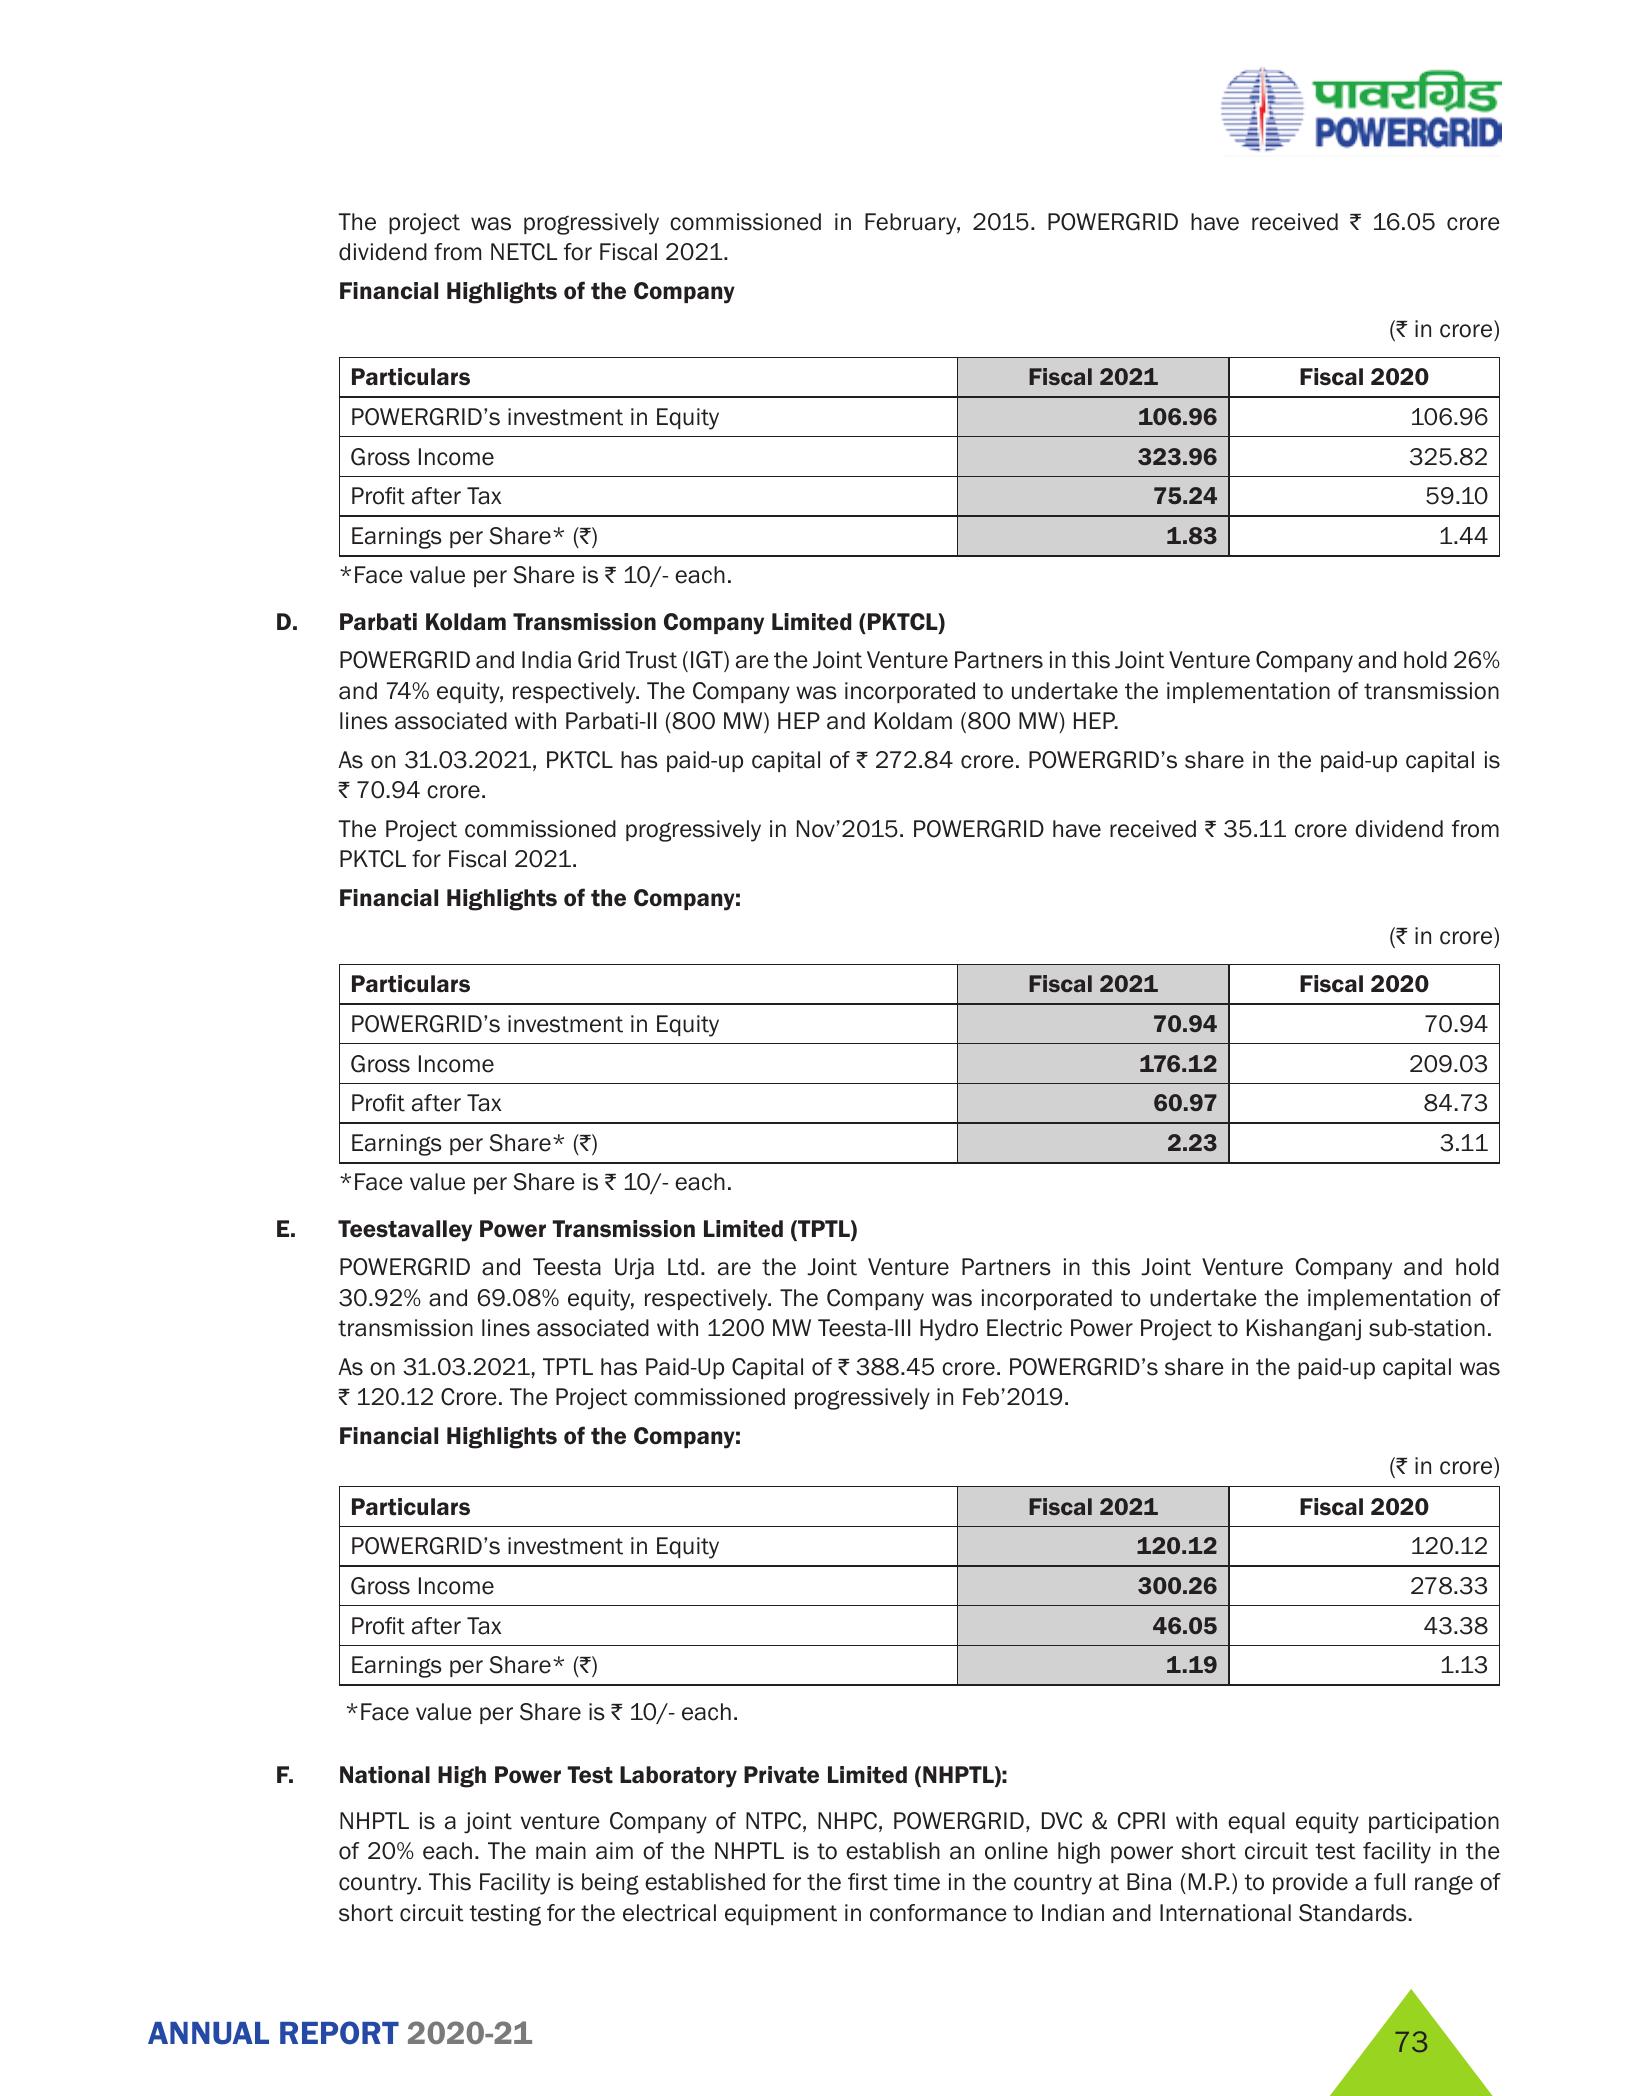 पावरग्रिड
POWERGRID
The project was progressively commissioned in February, 2015. POWERGRID have received ₹ 16.05 crore
dividend from NETCL for Fiscal 2021.
Financial Highlights of the Company
(₹ in crore)
Particulars Fiscal 2021 Fiscal 2020
POWERGRID’s investment in Equity 106.96 106.96
Gross Income 323.96 325.82
Profit after Tax 75.24 59.10
Earnings per Share* (₹) 1.83 1.44
*Face value per Share is ₹ 10/- each.
D. Parbati Koldam Transmission Company Limited (PKTCL)
POWERGRID and India Grid Trust (IGT) are the Joint Venture Partners in this Joint Venture Company and hold 26%
and 74% equity, respectively. The Company was incorporated to undertake the implementation of transmission
lines associated with Parbati-II (800 MW) HEP and Koldam (800 MW) HEP.
As on 31.03.2021, PKTCL has paid-up capital of ₹ 272.84 crore. POWERGRID’s share in the paid-up capital is
₹ 70.94 crore.
The Project commissioned progressively in Nov’2015. POWERGRID have received ₹ 35.11 crore dividend from
PKTCL for Fiscal 2021.
Financial Highlights of the Company:
(₹ in crore)
Particulars Fiscal 2021 Fiscal 2020
POWERGRID’s investment in Equity 70.94 70.94
Gross Income 176.12 209.03
Profit after Tax 60.97 84.73
Earnings per Share* (₹) 2.23 3.11
*Face value per Share is ₹ 10/- each.
E. Teestavalley Power Transmission Limited (TPTL)
POWERGRID and Teesta Urja Ltd. are the Joint Venture Partners in this Joint Venture Company and hold
30.92% and 69.08% equity, respectively. The Company was incorporated to undertake the implementation of
transmission lines associated with 1200 MW Teesta-III Hydro Electric Power Project to Kishanganj sub-station.
As on 31.03.2021, TPTL has Paid-Up Capital of ₹ 388.45 crore. POWERGRID’s share in the paid-up capital was
₹ 120.12 Crore. The Project commissioned progressively in Feb’2019.
Financial Highlights of the Company:
(₹ in crore)
Particulars Fiscal 2021 Fiscal 2020
POWERGRID’s investment in Equity 120.12 120.12
Gross Income 300.26 278.33
Profit after Tax 46.05 43.38
Earnings per Share* (₹) 1.19 1.13
*Face value per Share is ₹ 10/- each.
F. National High Power Test Laboratory Private Limited (NHPTL):
NHPTL is a joint venture Company of NTPC, NHPC, POWERGRID, DVC & CPRI with equal equity participation
of 20% each. The main aim of the NHPTL is to establish an online high power short circuit test facility in the
country. This Facility is being established for the first time in the country at Bina (M.P.) to provide a full range of
short circuit testing for the electrical equipment in conformance to Indian and International Standards.
ANNUAL REPORT 2020-21
73